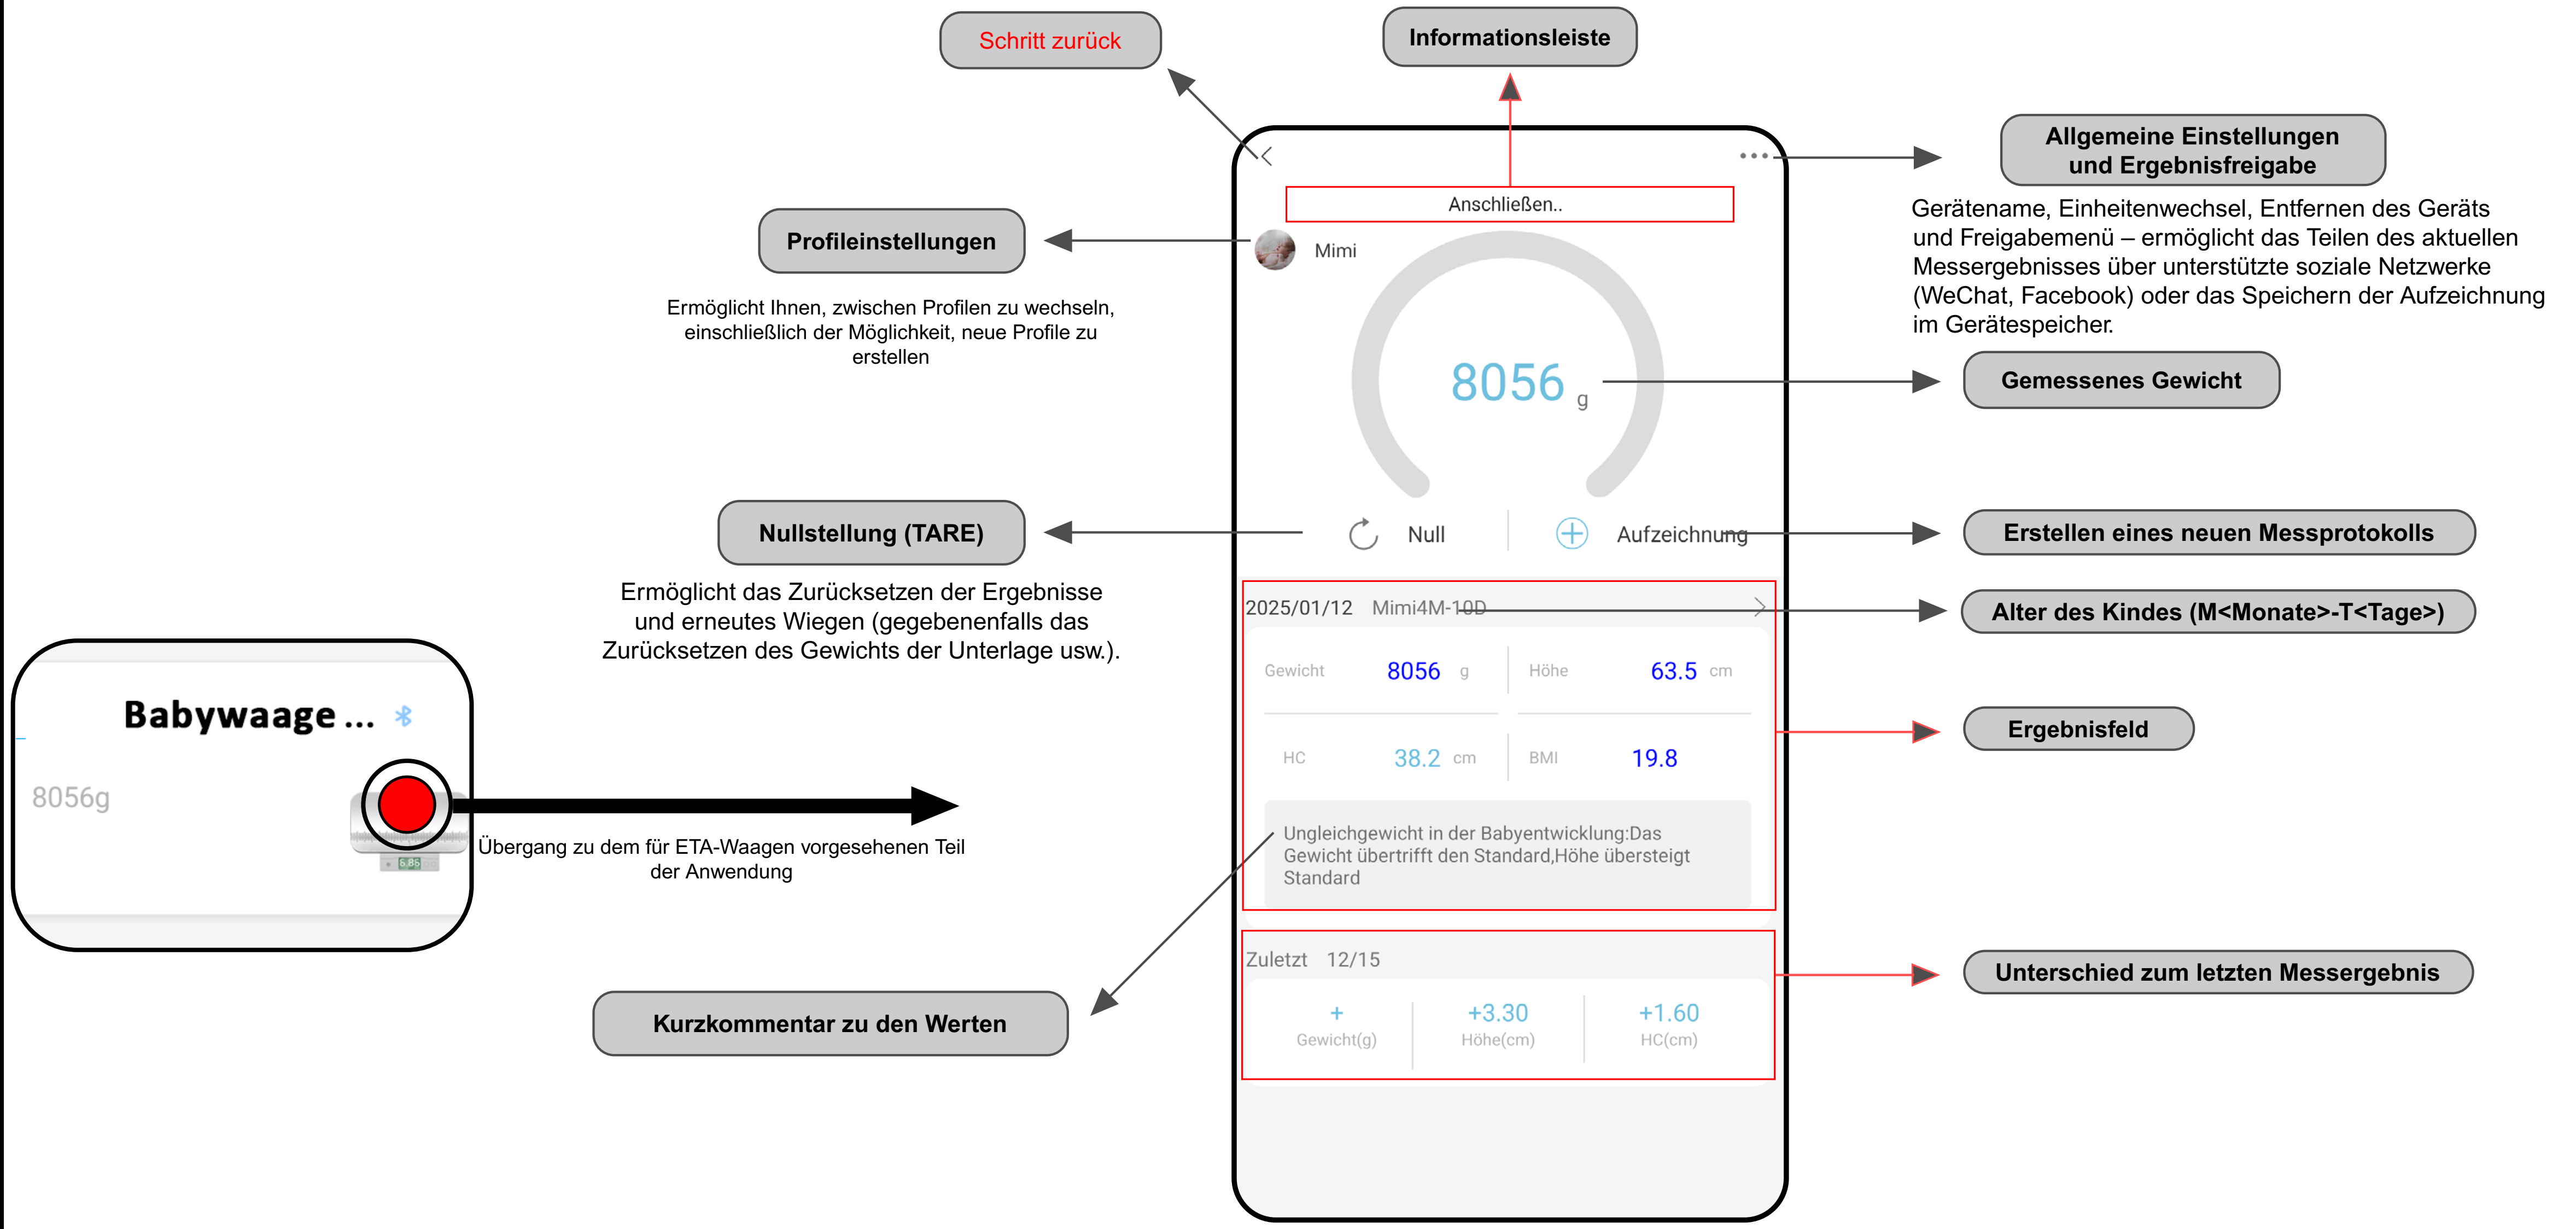 Schritt zurück
Informationsleiste
Allgemeine Einstellungen
und Ergebnisfreigabe
Gerätename, Einheitenwechsel, Entfernen des Geräts
und Freigabemenü – ermöglicht das Teilen des aktuellen
Messergebnisses über unterstützte soziale Netzwerke
(WeChat, Facebook) oder das Speichern der Aufzeichnung
im Gerätespeicher.
Anschließen..
Profileinstellungen
Mimi
Ermöglicht Ihnen, zwischen Profilen zu wechseln,
einschließlich der Möglichkeit, neue Profile zu
erstellen
8056 g
Gemessenes Gewicht
Nullstellung (TARE)
Null
Aufzeichnung
Erstellen eines neuen Messprotokolls
Ermöglicht das Zurücksetzen der Ergebnisse
und erneutes Wiegen (gegebenenfalls das
Zurücksetzen des Gewichts der Unterlage usw.).
2025/01/12 Mimi4M-10D
Alter des Kindes (M<Monate>-T<Tage>)
Gewicht 8056 g Höhe 63.5 cm
HC 38.2 cm BMI 19.8
Ergebnisfeld
Babywaage ...
8056g
6.86
Übergang zu dem für ETA-Waagen vorgesehenen Teil
der Anwendung
Ungleichgewicht in der Babyentwicklung:Das
Gewicht übertrifft den Standard,Höhe übersteigt
Standard
Zuletzt 12/15
Unterschied zum letzten Messergebnis
Kurzkommentar zu den Werten
+ +3.30 +1.60
Gewicht(g) Höhe(cm) HC(cm)